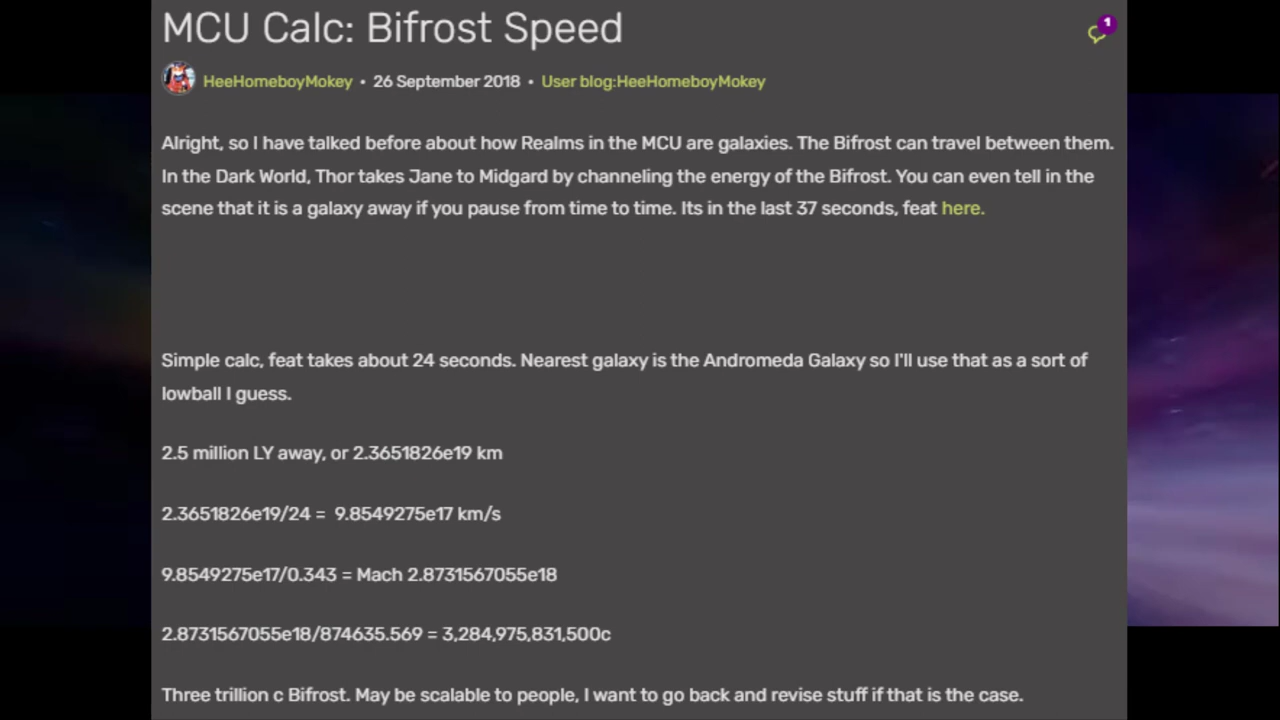 MCU Calc: Bifrost Speed
1
HeeHomeboyMokey • 26 September 2018 • User blog:HeeHomeboyMokey
Alright, so I have talked before about how Realms in the MCU are galaxies. The Bifrost can travel between them.
In the Dark World, Thor takes Jane to Midgard by channeling the energy of the Bifrost. You can even tell in the
scene that it is a galaxy away if you pause from time to time. Its in the last 37 seconds, feat here.
Simple calc, feat takes about 24 seconds. Nearest galaxy is the Andromeda Galaxy so I'll use that as a sort of
lowball I guess.
2.5 million LY away, or 2.3651826e19 km
2.3651826e19/24 = 9.8549275e17 km/s
9.8549275e17/0.343 = Mach 2.8731567055e18
2.8731567055e18/874635.569 = 3,284,975,831,500c
Three trillion c Bifrost. May be scalable to people, I want to go back and revise stuff if that is the case.